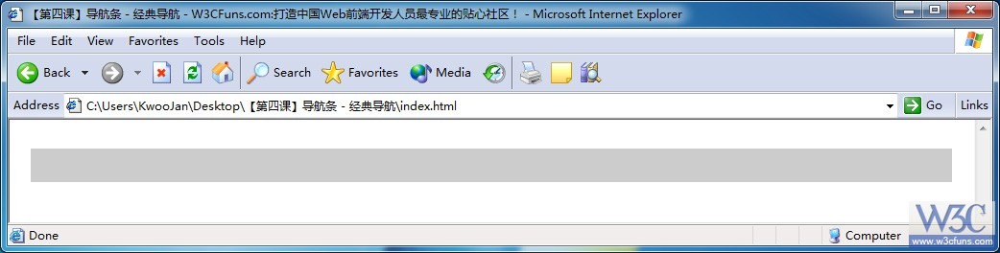 【第四课】导航条 - 经典导航 - W3CFuns.com:打造中国Web前端开发人员最专业的贴心社区！ - Microsoft Internet Explorer
File Edit View Favorites Tools Help
Back Search Favorites Media
Address C:\Users\KwooJan\Desktop\【第四课】导航条 - 经典导航\index.html Go Links
W3C
www.w3cfuns.com
Done Computer